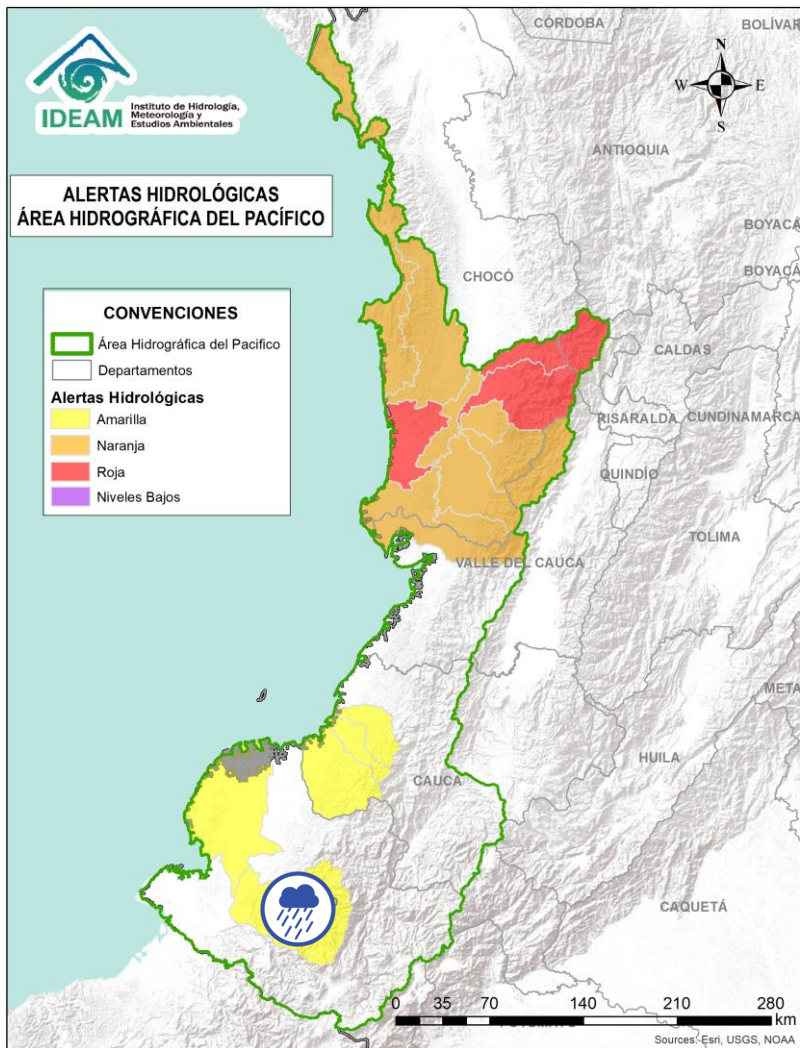 CÓRDOBA
BOLÍVAR
IDEAM
Instituto de Hidrología,
Meteorología y
Estudios Ambientales
N
W
E
S
ANTIOQUIA
ALERTAS HIDROLÓGICAS
ÁREA HIDROGRÁFICA DEL PACÍFICO
BOYACÁ
BOYACÁ
CHOCÓ
CONVENCIONES
Área Hidrográfica del Pacifico
Departamentos
Alertas Hidrológicas
Amarilla
Naranja
Roja
Niveles Bajos
CALDAS
RISARALDA
CUNDINAMARCA
QUINDÍO
TOLIMA
VALLE DEL CAUCA
META
HUILA
CAUCA
CAQUETÁ
0 35 70 140 210 280
km
Sources: Esri, USGS, NOAA